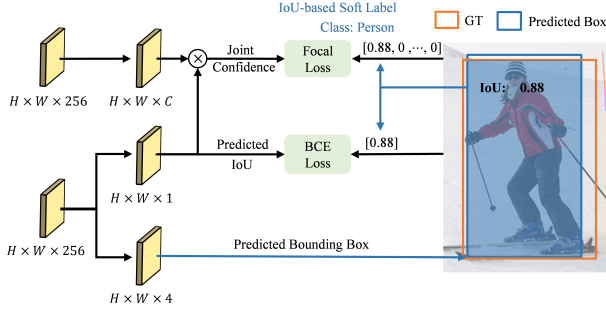 IoU-based Soft Label
Class: Person
GT
Predicted Box
Joint
Confidence
Focal
Loss
[0.88, 0 ,⋯, 0]
H × W × 256
H × W × C
IoU: 0.88
Predicted
IoU
BCE
Loss
[0.88]
H × W × 1
H × W × 256
Predicted Bounding Box
H × W × 4